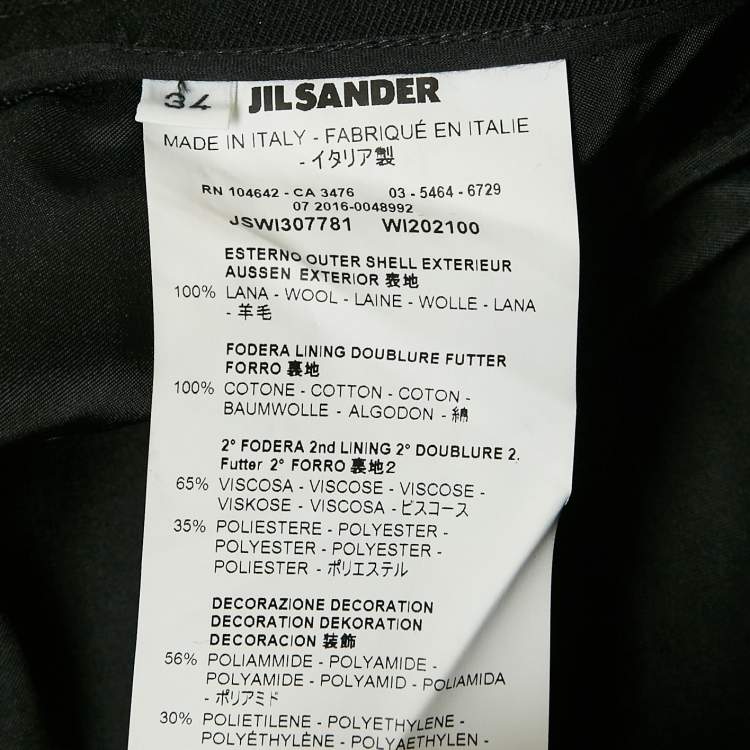 34 JIL SANDER
MADE IN ITALY - FABRIQUÉ EN ITALIE
- イタリア製
RN 104642 - CA 3476 03 - 5464 - 6729
07 2016-0048992
JSWI307781 WI202100
ESTERNO OUTER SHELL EXTERIEUR
AUSSEN EXTERIOR 表地
100% LANA - WOOL - LAINE - WOLLE - LANA
- 羊毛
FODERA LINING DOUBLURE FUTTER
FORRO 裏地
100% COTONE - COTTON - COTON -
BAUMWOLLE - ALGODON - 綿
2° FODERA 2nd LINING 2° DOUBLURE 2.
Futter 2° FORRO 裏地2
65% VISCOSA - VISCOSE - VISCOSE -
VISKOSE - VISCOSA - ビスコース
35% POLIESTERE - POLYESTER -
POLYESTER - POLYESTER -
POLIESTER - ポリエステル
DECORAZIONE DECORATION
DECORATION DEKORATION
DECORACION 装飾
56% POLIAMMIDE - POLYAMIDE -
POLYAMIDE - POLYAMID - POLIAMIDA
- ポリアミド
30% POLIETILENE - POLYETHYLENE -
POLYÉTHYLÈNE - POLYAETHYLEN -